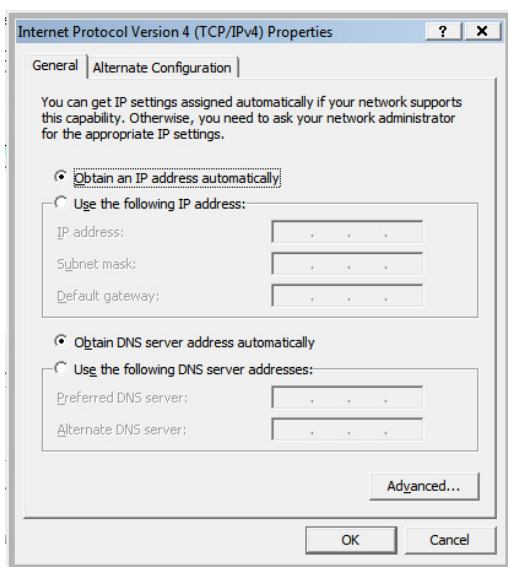 Internet Protocol Version 4 (TCP/IPv4) Properties
General
Alternate Configuration
You can get IP settings assigned automatically if your network supports
this capability. Otherwise, you need to ask your network administrator
for the appropriate IP settings.
Obtain an IP address automatically
Use the following IP address:
IP address:
Subnet mask:
Default gateway:
Obtain DNS server address automatically
Use the following DNS server addresses:
Preferred DNS server:
Alternate DNS server:
Advanced...
OK
Cancel